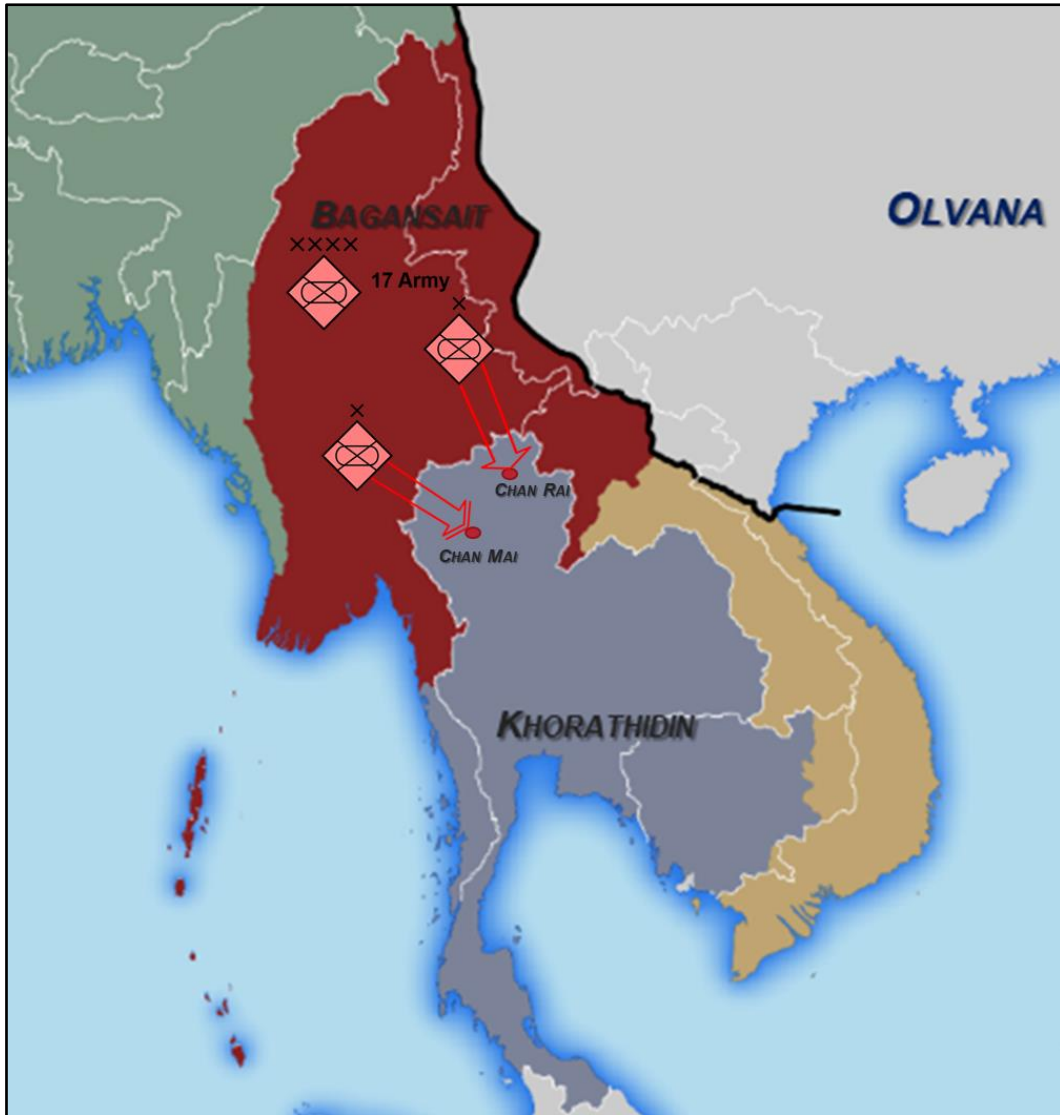 BAGANSAIT
OLVANA
XXXX
17 Army
X
X
CHAN RAI
CHAN MAI
KHORATHIDIN